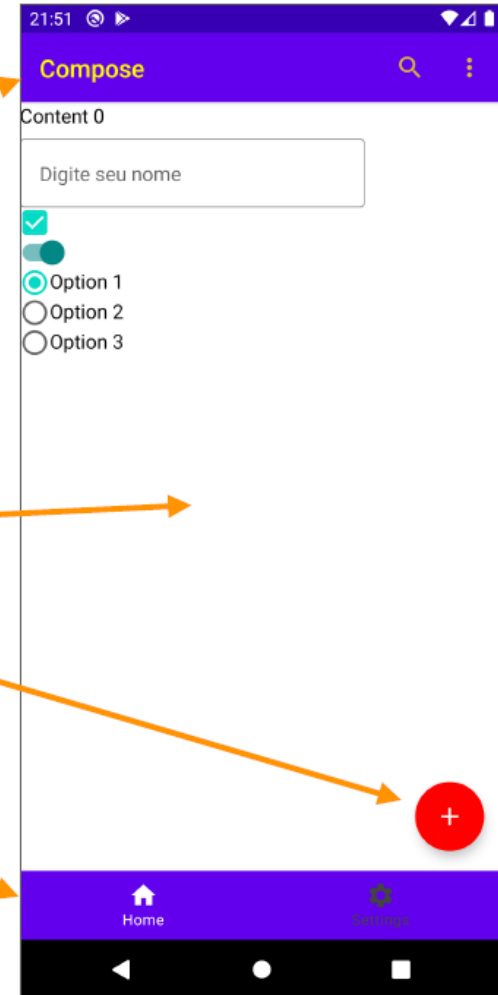 21:51
Compose
Content 0
Digite seu nome
Option 1
Option 2
Option 3
+
Home
Settings